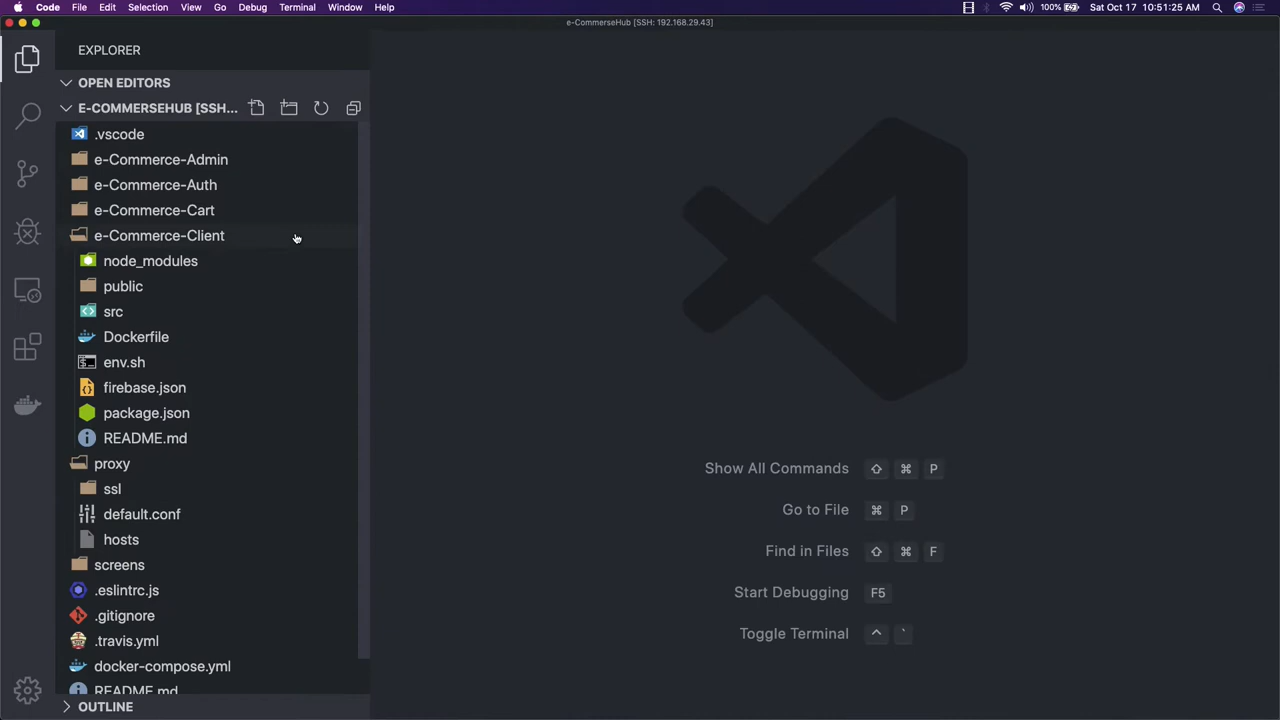 Code File Edit Selection View Go Debug Terminal Window Help 100% Sat Oct 17 10:51:25 AM
e-CommerseHub [SSH: 192.168.29.43]
EXPLORER
OPEN EDITORS
E-COMMERSEHUB [SSH...
.vscode
e-Commerce-Admin
e-Commerce-Auth
e-Commerce-Cart
e-Commerce-Client
node_modules
public
src
Dockerfile
env.sh
firebase.json
package.json
README.md
proxy
ssl
default.conf
hosts
screens
.eslintrc.js
.gitignore
.travis.yml
docker-compose.yml
README.md
OUTLINE
Show All Commands ⇧ ⌘ P
Go to File ⌘ P
Find in Files ⇧ ⌘ F
Start Debugging F5
Toggle Terminal ^ `